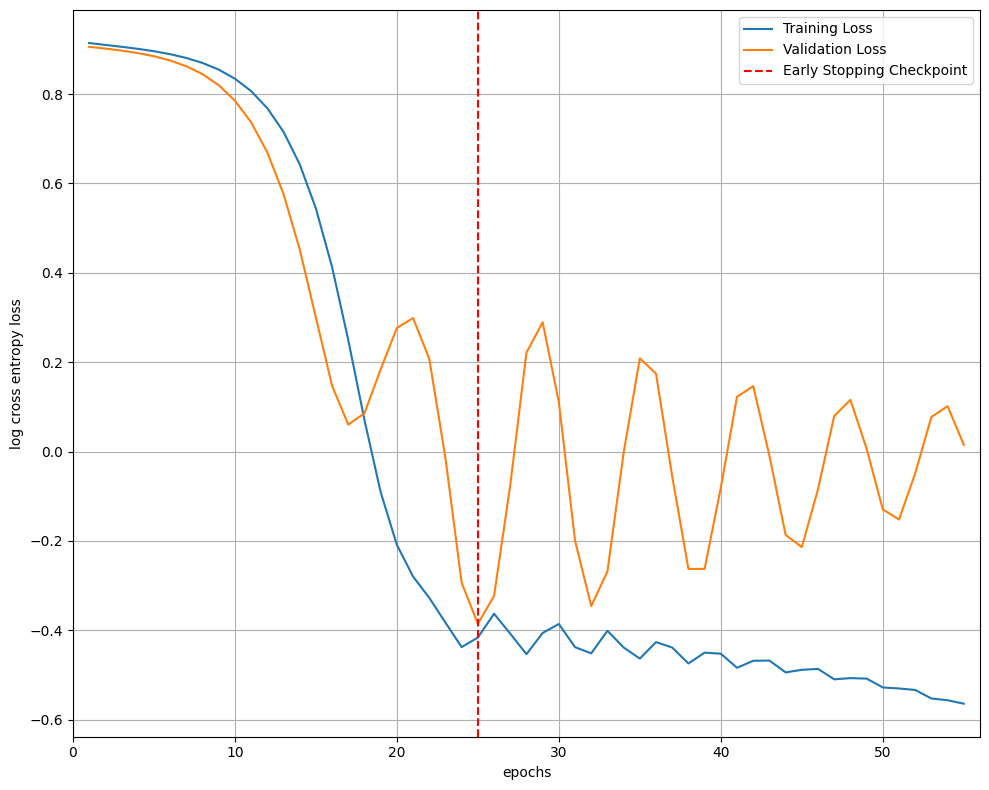 Training Loss
Validation Loss
Early Stopping Checkpoint
log cross entropy loss
0.8
0.6
0.4
0.2
0.0
−0.2
−0.4
−0.6
0 10 20 30 40 50
epochs